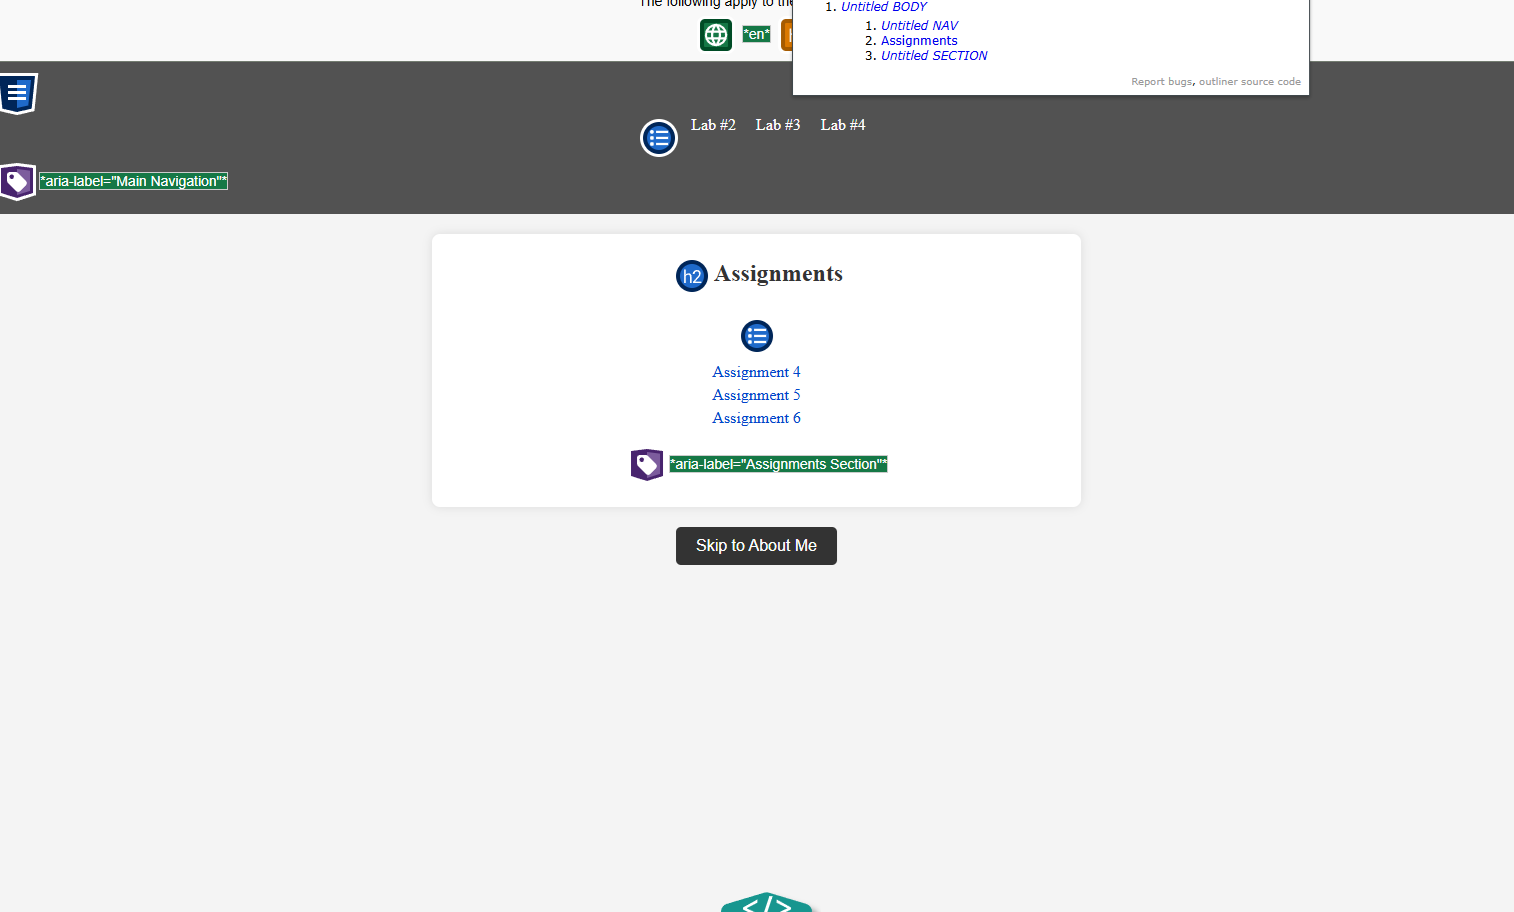 The following apply to the
*en*
1. Untitled BODY
1. Untitled NAV
2. Assignments
3. Untitled SECTION
Report bugs, outliner source code
Lab #2 Lab #3 Lab #4
*aria-label="Main Navigation"*
h2 Assignments
Assignment 4
Assignment 5
Assignment 6
*aria-label="Assignments Section"*
Skip to About Me